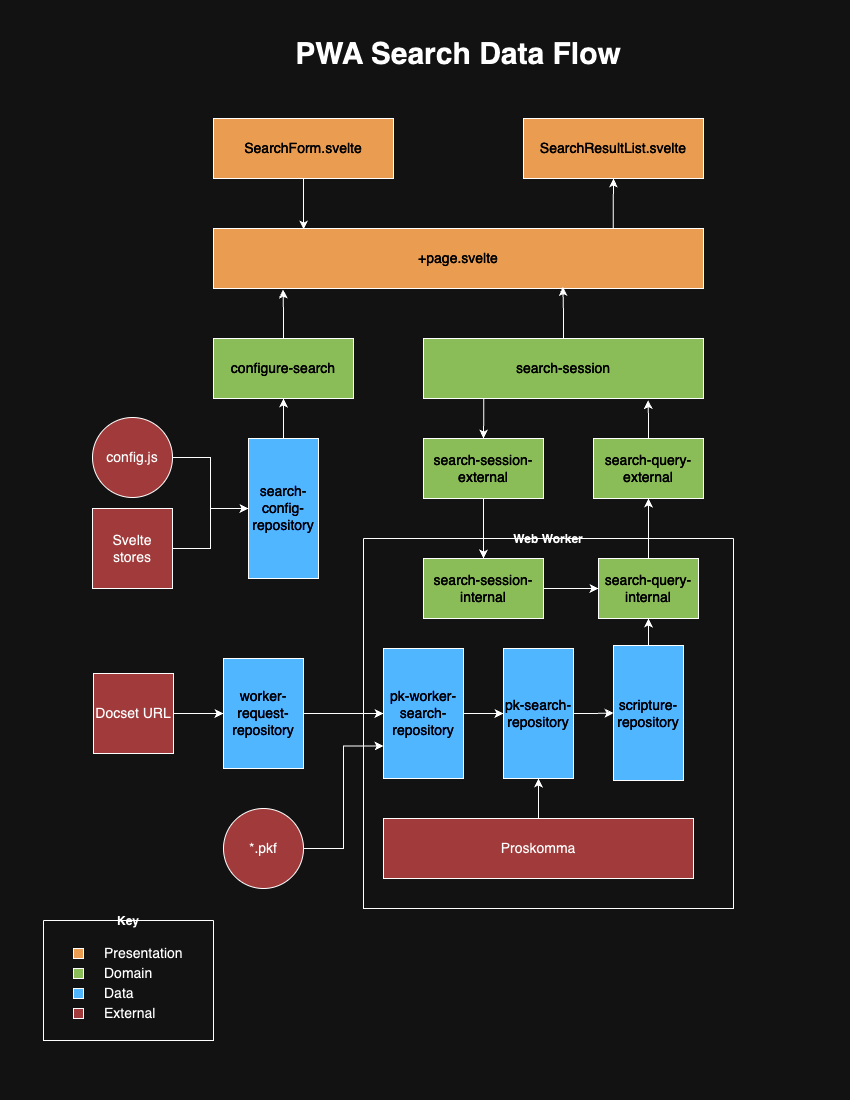 PWA Search Data Flow
SearchForm.svelte
SearchResultList.svelte
+page.svelte
configure-search
search-session
config.js
search-
config-
repository
search-session-
external
search-query-
external
Svelte
stores
Web Worker
search-session-
internal
search-query-
internal
Docset URL
worker-
request-
repository
pk-worker-
search-
repository
pk-search-
repository
scripture-
repository
*.pkf
Proskomma
Key
Presentation
Domain
Data
External